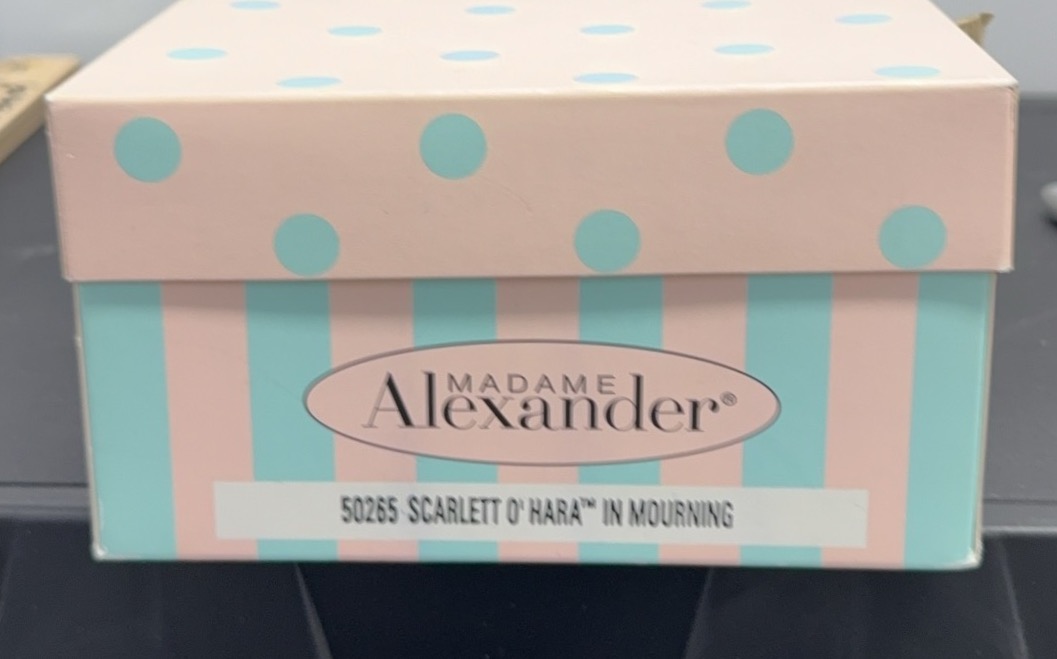 MADAME
Alexander®
50265 SCARLETT O' HARA™ IN MOURNING